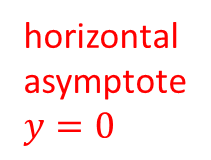 horizontal
asymptote
y = 0